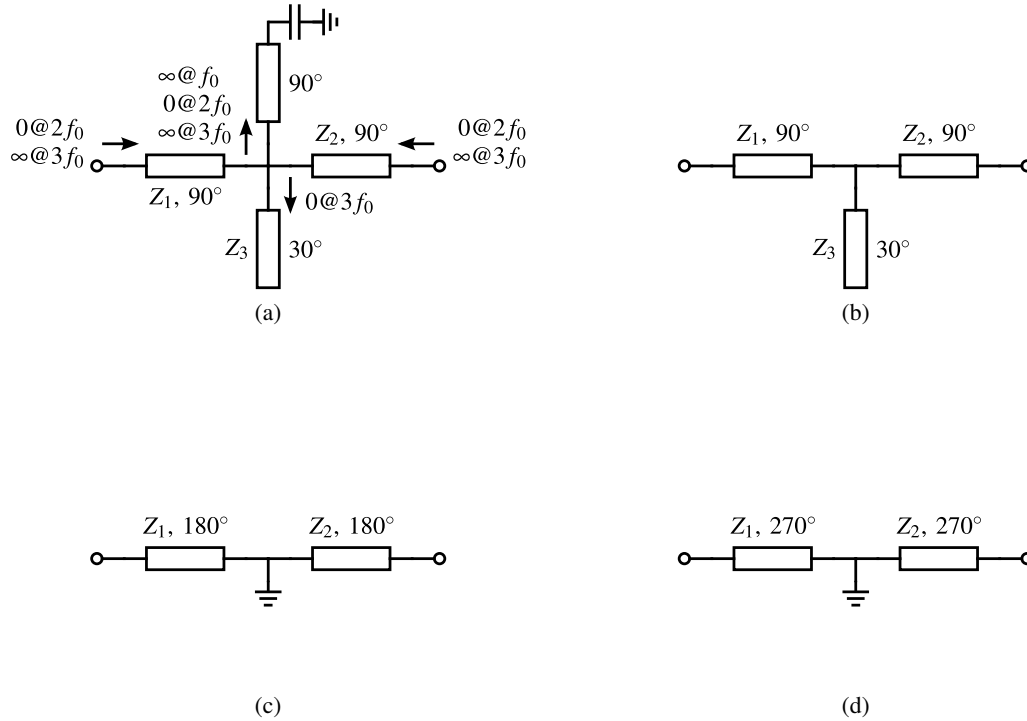 ∞@f₀
0@2f₀
∞@3f₀
90°
0@2f₀
∞@3f₀
Z₁, 90°
Z₂, 90°
0@2f₀
∞@3f₀
0@3f₀
Z₃
30°
(a)
Z₁, 90°
Z₂, 90°
Z₃
30°
(b)
Z₁, 180°
Z₂, 180°
(c)
Z₁, 270°
Z₂, 270°
(d)